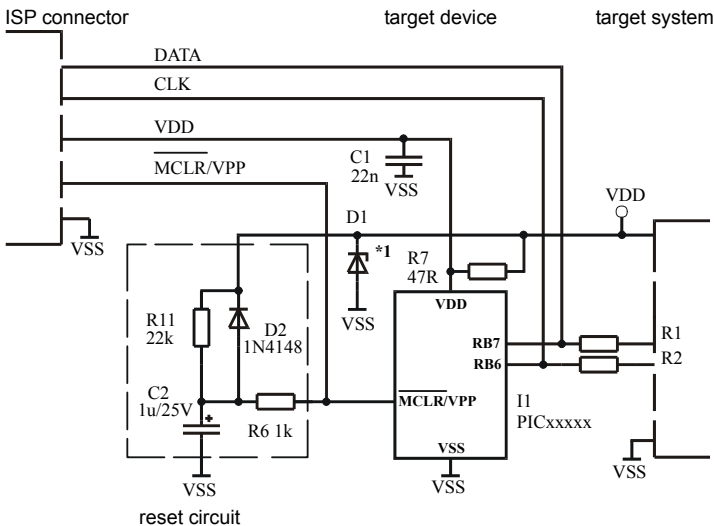 ISP connector
target device
target system
DATA
CLK
VDD
MCLR/VPP
C1
22n
VSS
VSS
D1
*1
VSS
VDD
R7
47R
VDD
R11
22k
D2
1N4148
C2
1u/25V
+
R6 1k
VSS
reset circuit
RB7
RB6
MCLR/VPP
VSS
VSS
I1
PICxxxxx
R1
R2
VSS